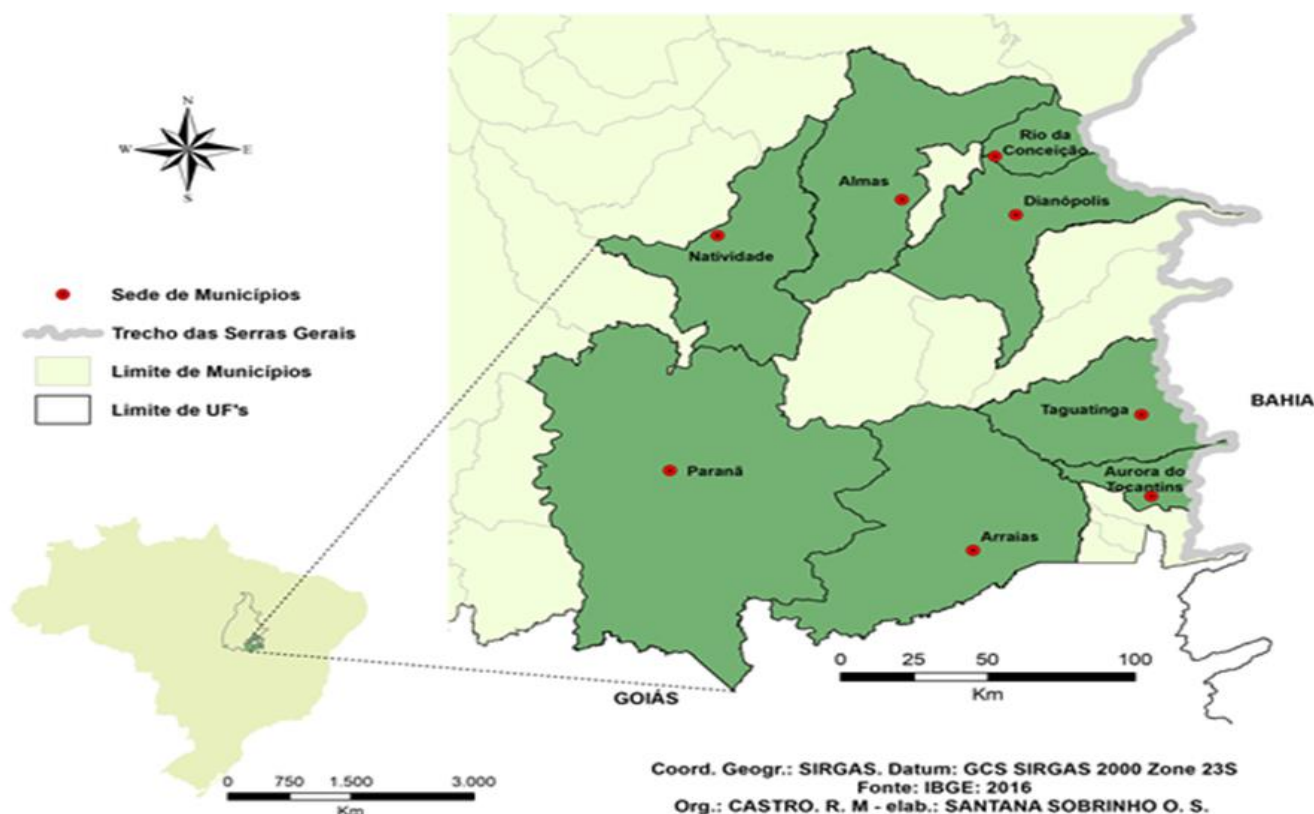 N
W
E
S
Sede de Municípios
Trecho das Serras Gerais
Limite de Municípios
Limite de UF's
Rio da
Conceição
Almas
Dianópolis
Natividade
Taguatinga
BAHIA
Aurora do
Tocantins
Paranã
Arraias
0 25 50 100
Km
GOIÁS
0 750 1.500 3.000
Km
Coord. Geogr.: SIRGAS. Datum: GCS SIRGAS 2000 Zone 23S
Fonte: IBGE: 2016
Org.: CASTRO. R. M - elab.: SANTANA SOBRINHO O. S.